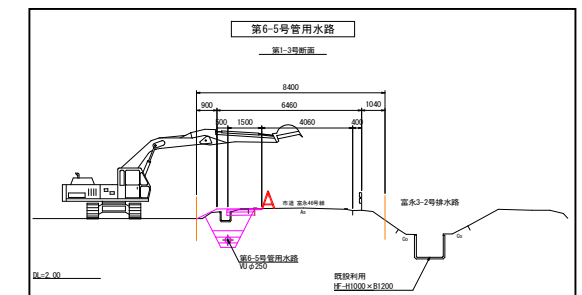 第6-5号管用水路
第1-3号断面
8400
900 6460 1040
500 1500 4060 400
市道 富永46号線
As
富永3-2号排水路
Co Co
第6-5号管用水路
VUφ250
既設利用
HF-H1000×B1200
DL=2.00